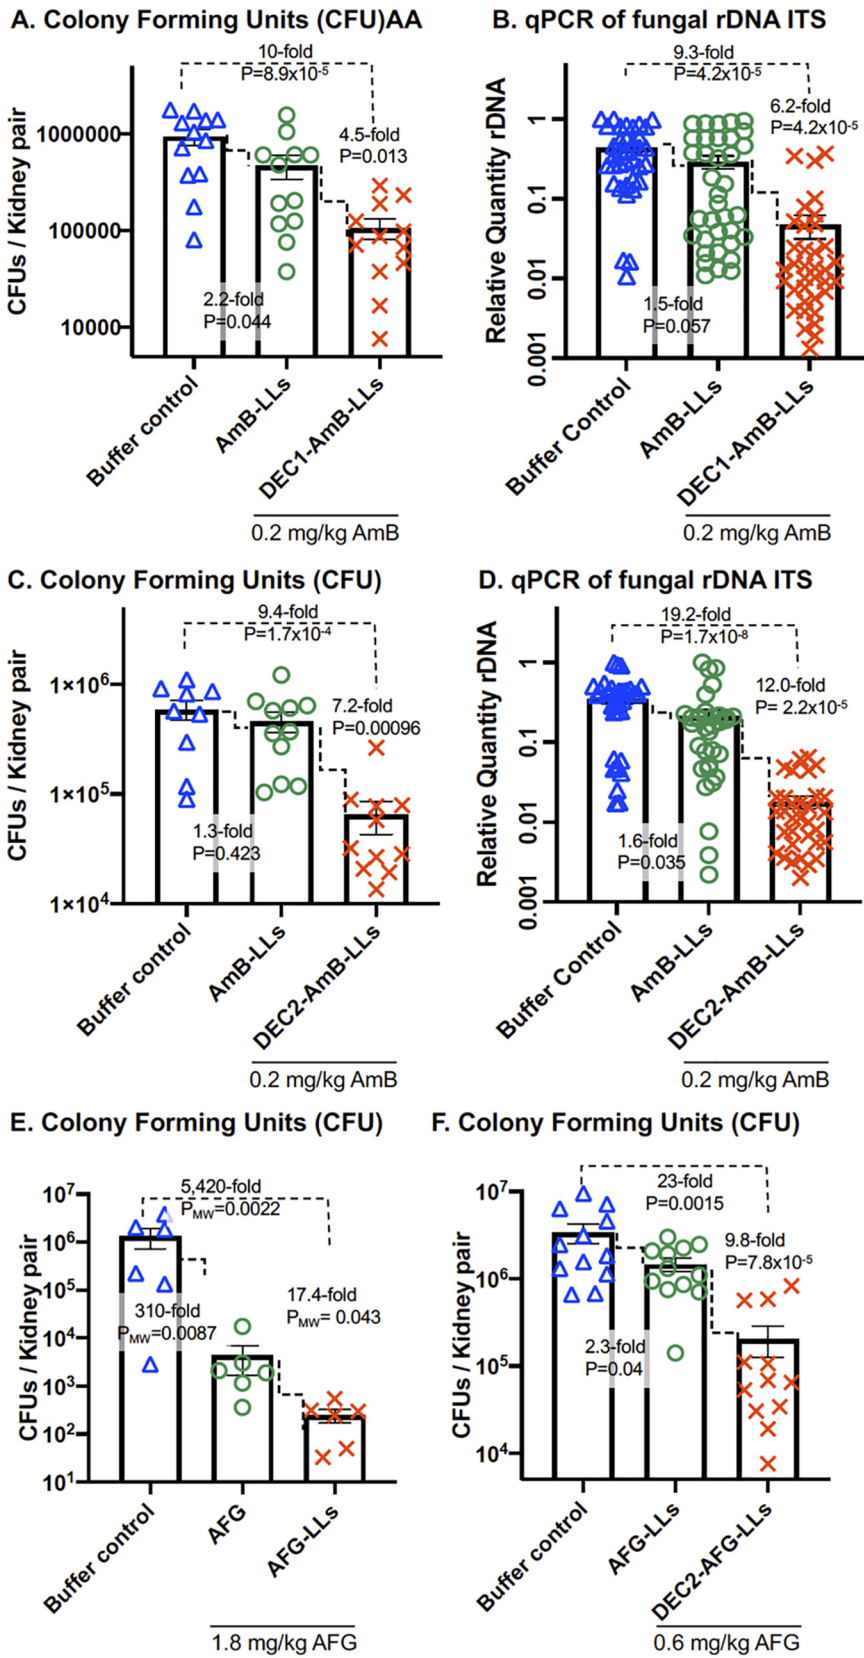 A. Colony Forming Units (CFU)AA
10-fold
P=8.9x10-5
4.5-fold
P=0.013
2.2-fold
P=0.044
CFUs / Kidney pair
1000000
100000
10000
Buffer control
AmB-LLs
DEC1-AmB-LLs
0.2 mg/kg AmB
B. qPCR of fungal rDNA ITS
9.3-fold
P=4.2x10-5
6.2-fold
P=4.2x10-5
1.5-fold
P=0.057
Relative Quantity rDNA
1
0.1
0.01
0.001
Buffer Control
AmB-LLs
DEC1-AmB-LLs
0.2 mg/kg AmB
C. Colony Forming Units (CFU)
9.4-fold
P=1.7x10-4
7.2-fold
P=0.00096
1.3-fold
P=0.423
CFUs / Kidney pair
1×106
1×105
1×104
Buffer control
AmB-LLs
DEC2-AmB-LLs
0.2 mg/kg AmB
D. qPCR of fungal rDNA ITS
19.2-fold
P=1.7x10-8
12.0-fold
P= 2.2x10-5
1.6-fold
P=0.035
Relative Quantity rDNA
1
0.1
0.01
0.001
Buffer Control
AmB-LLs
DEC2-AmB-LLs
0.2 mg/kg AmB
E. Colony Forming Units (CFU)
5,420-fold
PMW=0.0022
17.4-fold
PMW= 0.043
310-fold
PMW=0.0087
CFUs / Kidney pair
107
106
105
104
103
102
101
Buffer control
AFG
AFG-LLs
1.8 mg/kg AFG
F. Colony Forming Units (CFU)
23-fold
P=0.0015
9.8-fold
P=7.8x10-5
2.3-fold
P=0.04
CFUs / Kidney pair
107
106
105
104
Buffer control
AFG-LLs
DEC2-AFG-LLs
0.6 mg/kg AFG